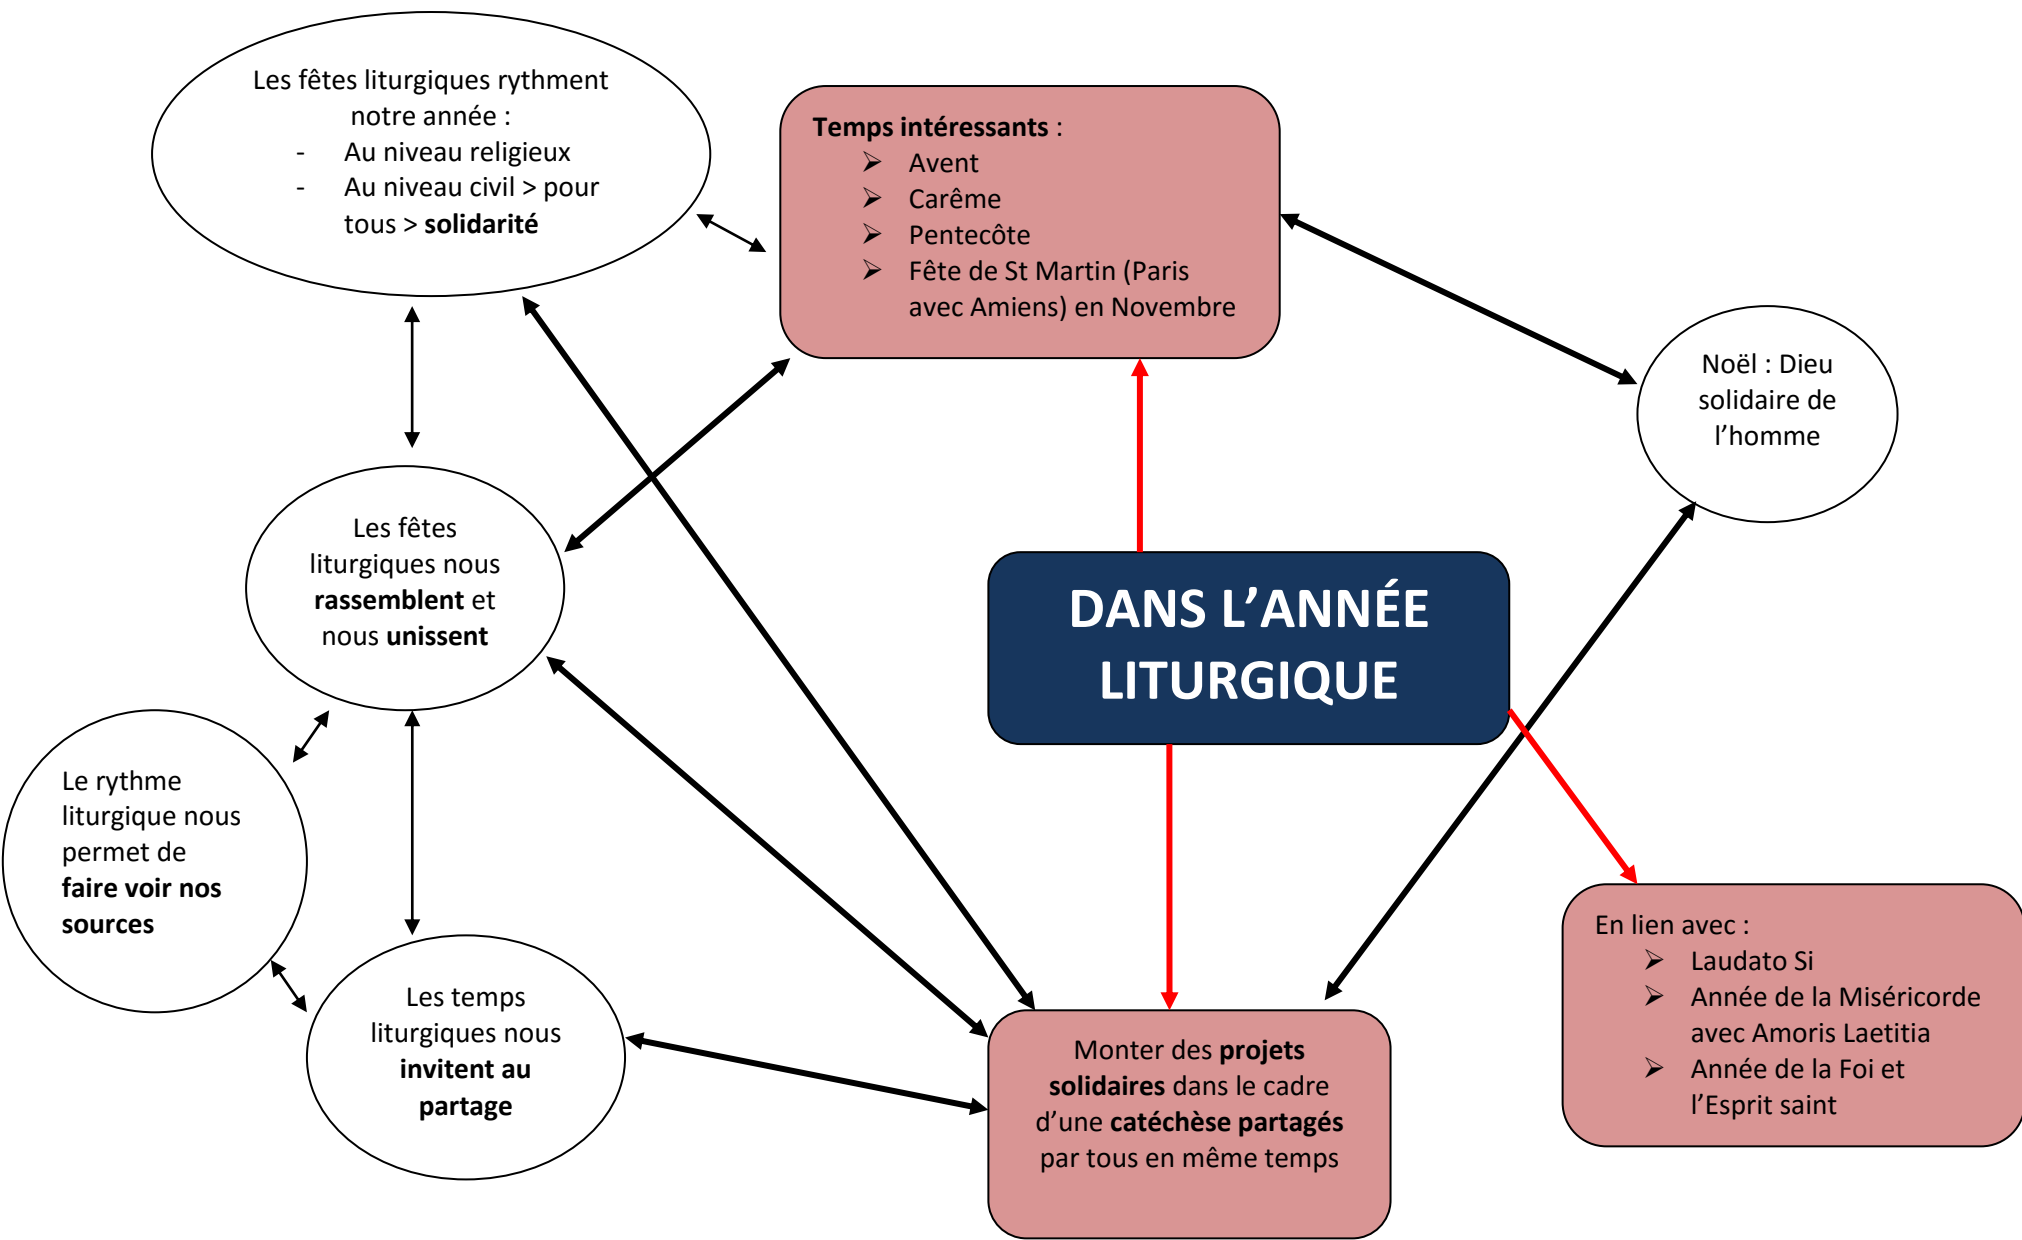 Les fêtes liturgiques rythment
notre année :
- Au niveau religieux
- Au niveau civil > pour
tous > solidarité
Temps intéressants :
➢ Avent
➢ Carême
➢ Pentecôte
➢ Fête de St Martin (Paris
avec Amiens) en Novembre
Noël : Dieu
solidaire de
l’homme
Les fêtes
liturgiques nous
rassemblent et
nous unissent
DANS L’ANNÉE
LITURGIQUE
Le rythme
liturgique nous
permet de
faire voir nos
sources
Les temps
liturgiques nous
invitent au
partage
Monter des projets
solidaires dans le cadre
d’une catéchèse partagés
par tous en même temps
En lien avec :
➢ Laudato Si
➢ Année de la Miséricorde
avec Amoris Laetitia
➢ Année de la Foi et
l’Esprit saint